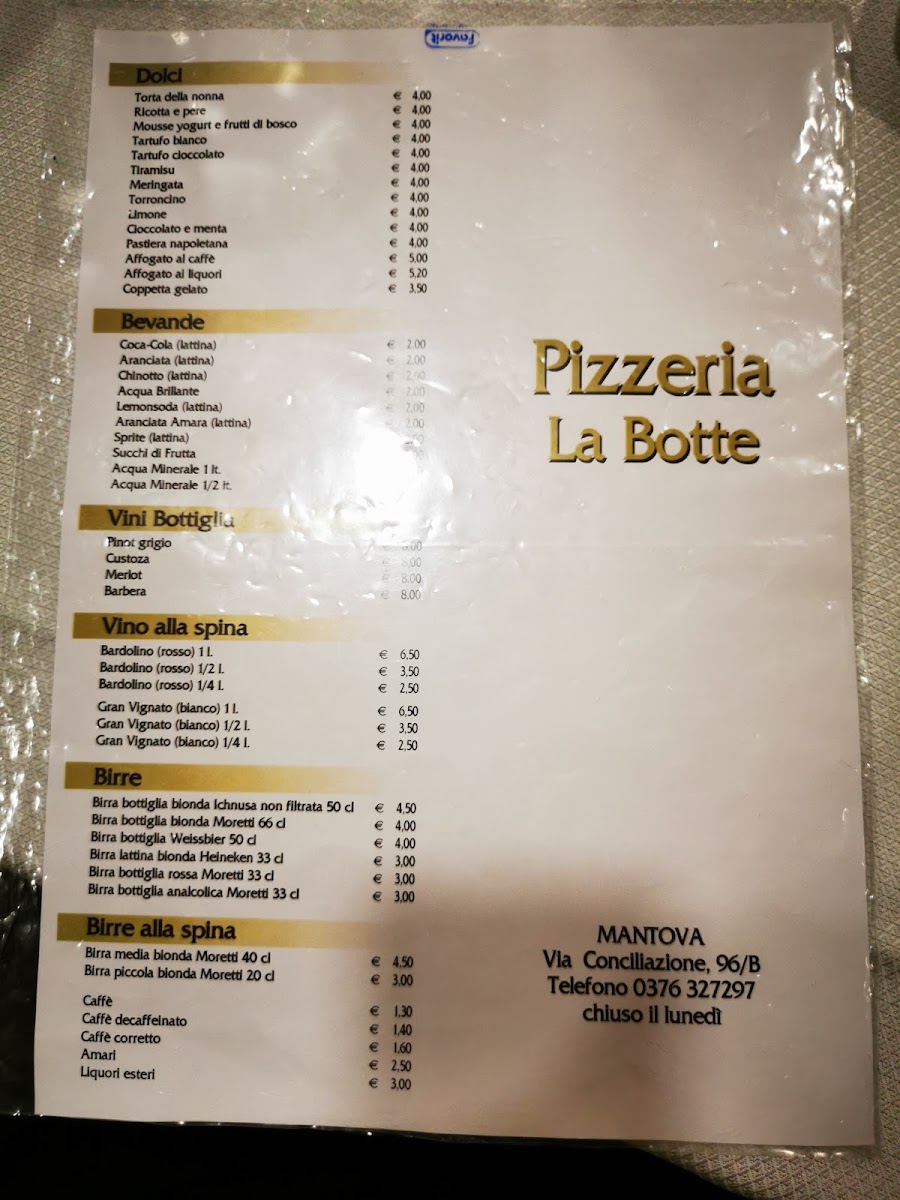 Favorit
Dolci
Torta della nonna € 4,00
Ricotta e pere € 4,00
Mousse yogurt e frutti di bosco € 4,00
Tartufo bianco € 4,00
Tartufo cioccolato € 4,00
Tiramisu € 4,00
Meringata € 4,00
Torroncino € 4,00
Limone € 4,00
Cioccolato e menta € 4,00
Pastiera napoletana € 4,00
Affogato al caffè € 5,00
Affogato ai liquori € 5,20
Coppetta gelato € 3,50
Bevande
Coca-Cola (lattina) € 2,00
Aranciata (lattina) € 2,00
Chinotto (lattina) € 2,00
Acqua Brillante € 2,00
Lemonsoda (lattina) € 2,00
Aranciata Amara (lattina) € 2,00
Sprite (lattina)
Succhi di Frutta
Acqua Minerale 1 lt.
Acqua Minerale 1/2 lt.
Vini Bottiglia
Pinot grigio € 8,00
Custoza € 8,00
Merlot € 8,00
Barbera € 8,00
Vino alla spina
Bardolino (rosso) 1 l. € 6,50
Bardolino (rosso) 1/2 l. € 3,50
Bardolino (rosso) 1/4 l. € 2,50
Gran Vignato (bianco) 1 l. € 6,50
Gran Vignato (bianco) 1/2 l. € 3,50
Gran Vignato (bianco) 1/4 l. € 2,50
Birre
Birra bottiglia bionda Ichnusa non filtrata 50 cl € 4,50
Birra bottiglia bionda Moretti 66 cl € 4,00
Birra bottiglia Weissbier 50 cl € 4,00
Birra lattina bionda Heineken 33 cl € 3,00
Birra bottiglia rossa Moretti 33 cl € 3,00
Birra bottiglia analcolica Moretti 33 cl € 3,00
Birre alla spina
Birra media bionda Moretti 40 cl € 4,50
Birra piccola bionda Moretti 20 cl € 3,00
Caffè € 1,30
Caffè decaffeinato € 1,40
Caffè corretto € 1,60
Amari € 2,50
Liquori esteri € 3,00
Pizzeria
La Botte
MANTOVA
Via Conciliazione, 96/B
Telefono 0376 327297
chiuso il lunedì